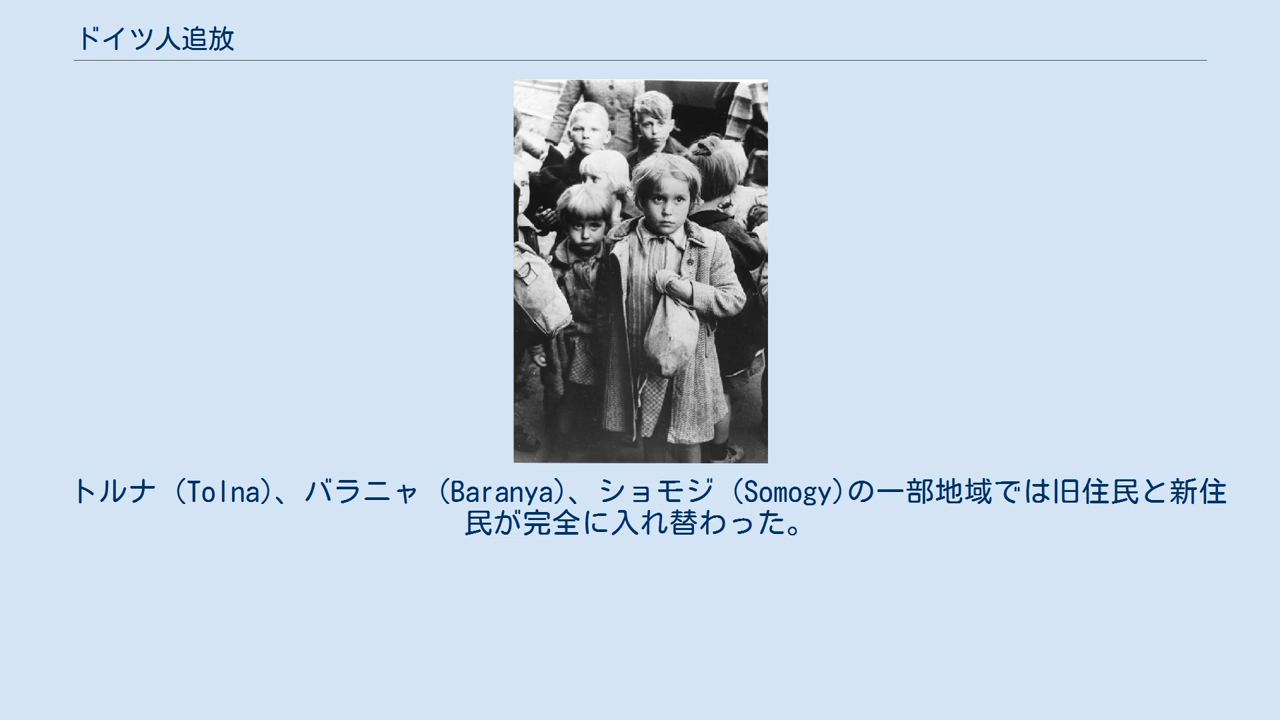 ドイツ人追放
トルナ (Tolna)、バラニャ (Baranya)、ショモジ (Somogy)の一部地域では旧住民と新住
民が完全に入れ替わった。